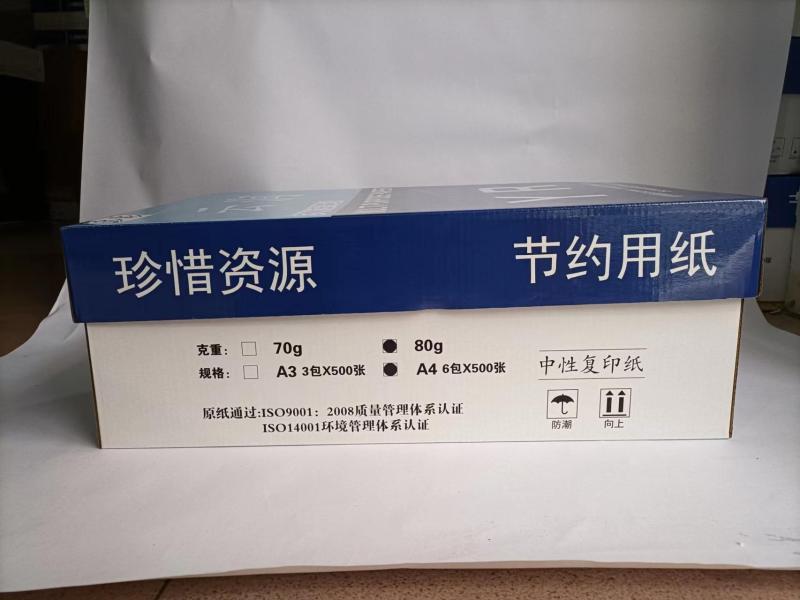 珍惜资源
节约用纸
克重: 70g 80g
规格: A3 3包X500张 A4 6包X500张
中性复印纸
原纸通过:ISO9001: 2008质量管理体系认证
ISO14001环境管理体系认证
防潮
向上